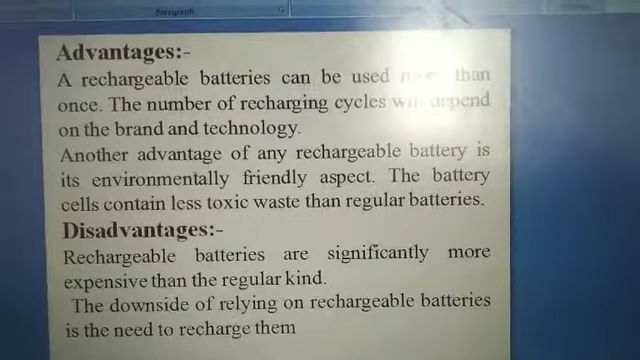 Paragraph
Advantages:-
A rechargeable batteries can be used than
once. The number of recharging cycles will depend
on the brand and technology.
Another advantage of any rechargeable battery is
its environmentally friendly aspect. The battery
cells contain less toxic waste than regular batteries.
Disadvantages:-
Rechargeable batteries are significantly more
expensive than the regular kind.
The downside of relying on rechargeable batteries
is the need to recharge them